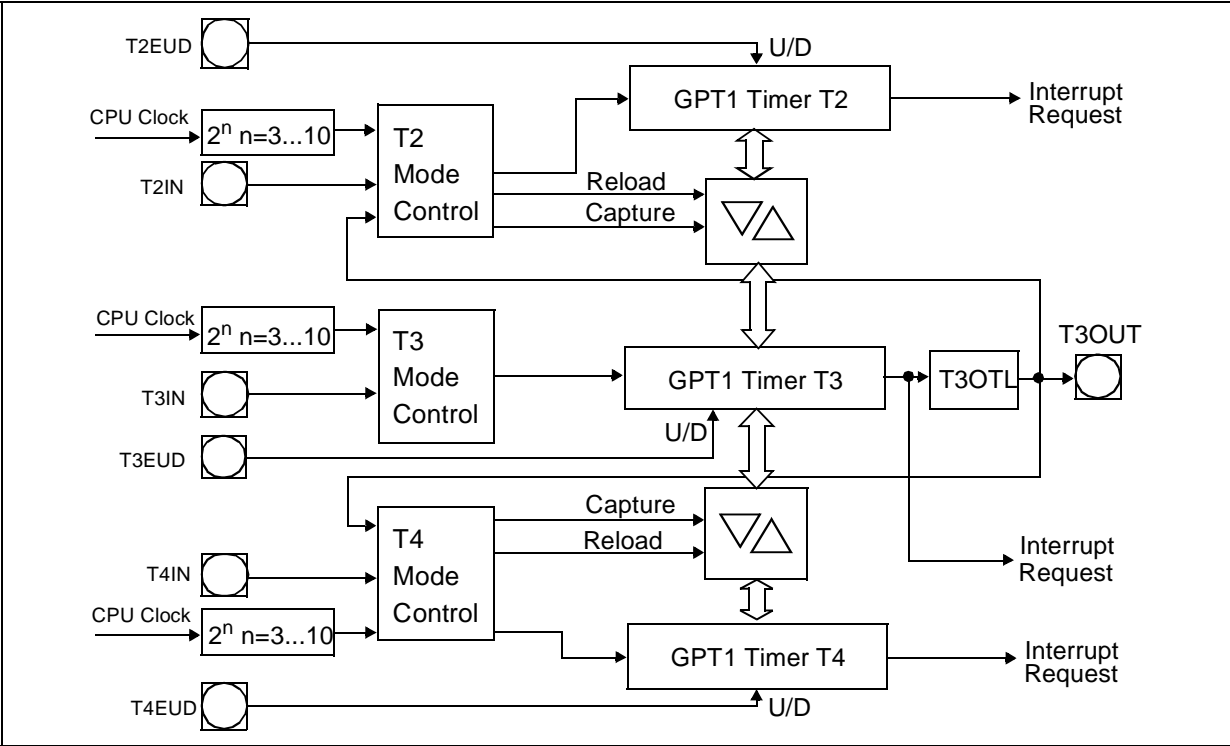 T2EUD
U/D
GPT1 Timer T2
Interrupt
Request
CPU Clock
2ⁿ n=3...10
T2
Mode
Control
T2IN
Reload
Capture
CPU Clock
2ⁿ n=3...10
T3
Mode
Control
T3IN
GPT1 Timer T3
T3OTL
T3OUT
U/D
T3EUD
Capture
Reload
T4
Mode
Control
T4IN
Interrupt
Request
CPU Clock
2ⁿ n=3...10
GPT1 Timer T4
Interrupt
Request
T4EUD
U/D